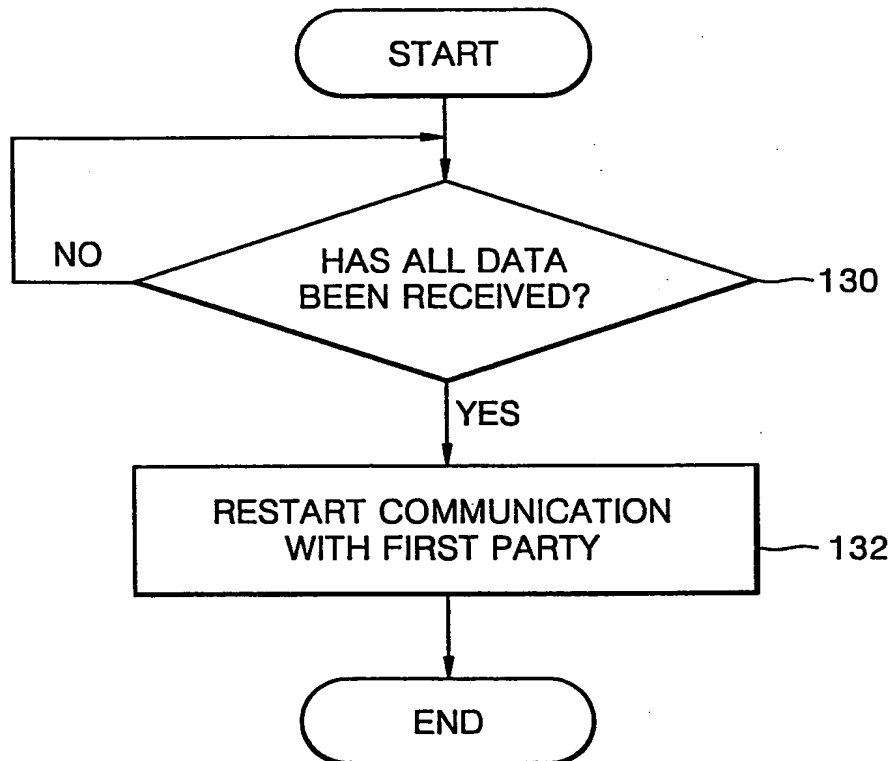 START
NO
HAS ALL DATA
BEEN RECEIVED?
130
YES
RESTART COMMUNICATION
WITH FIRST PARTY
132
END